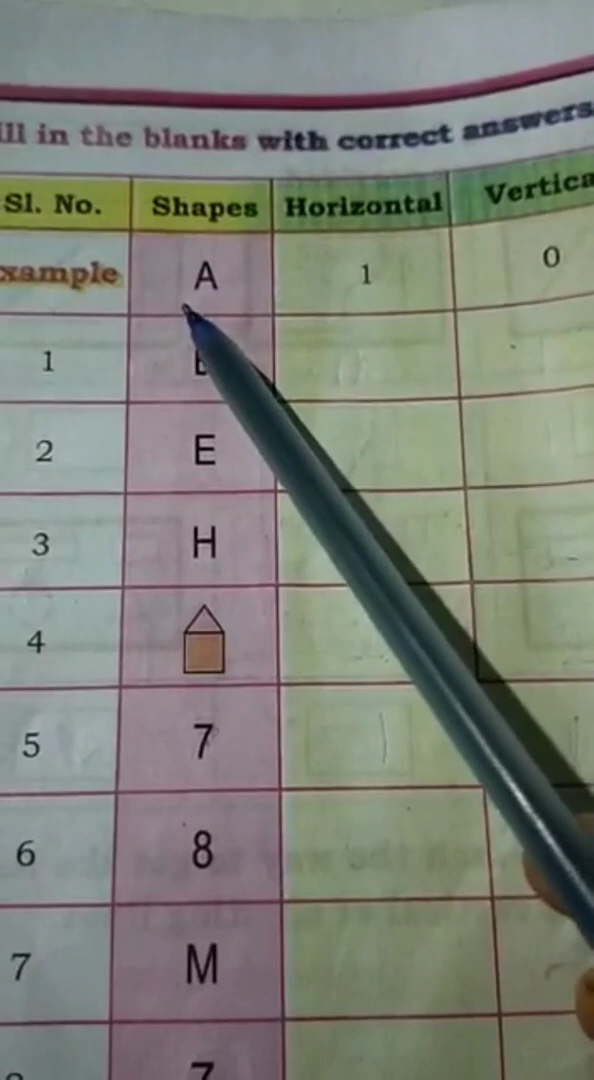 ill in the blanks with correct answers.
Sl. No. Shapes Horizontal Vertica
xample A 1 0
1
2 E
3 H
4
5 7
6 8
7 M